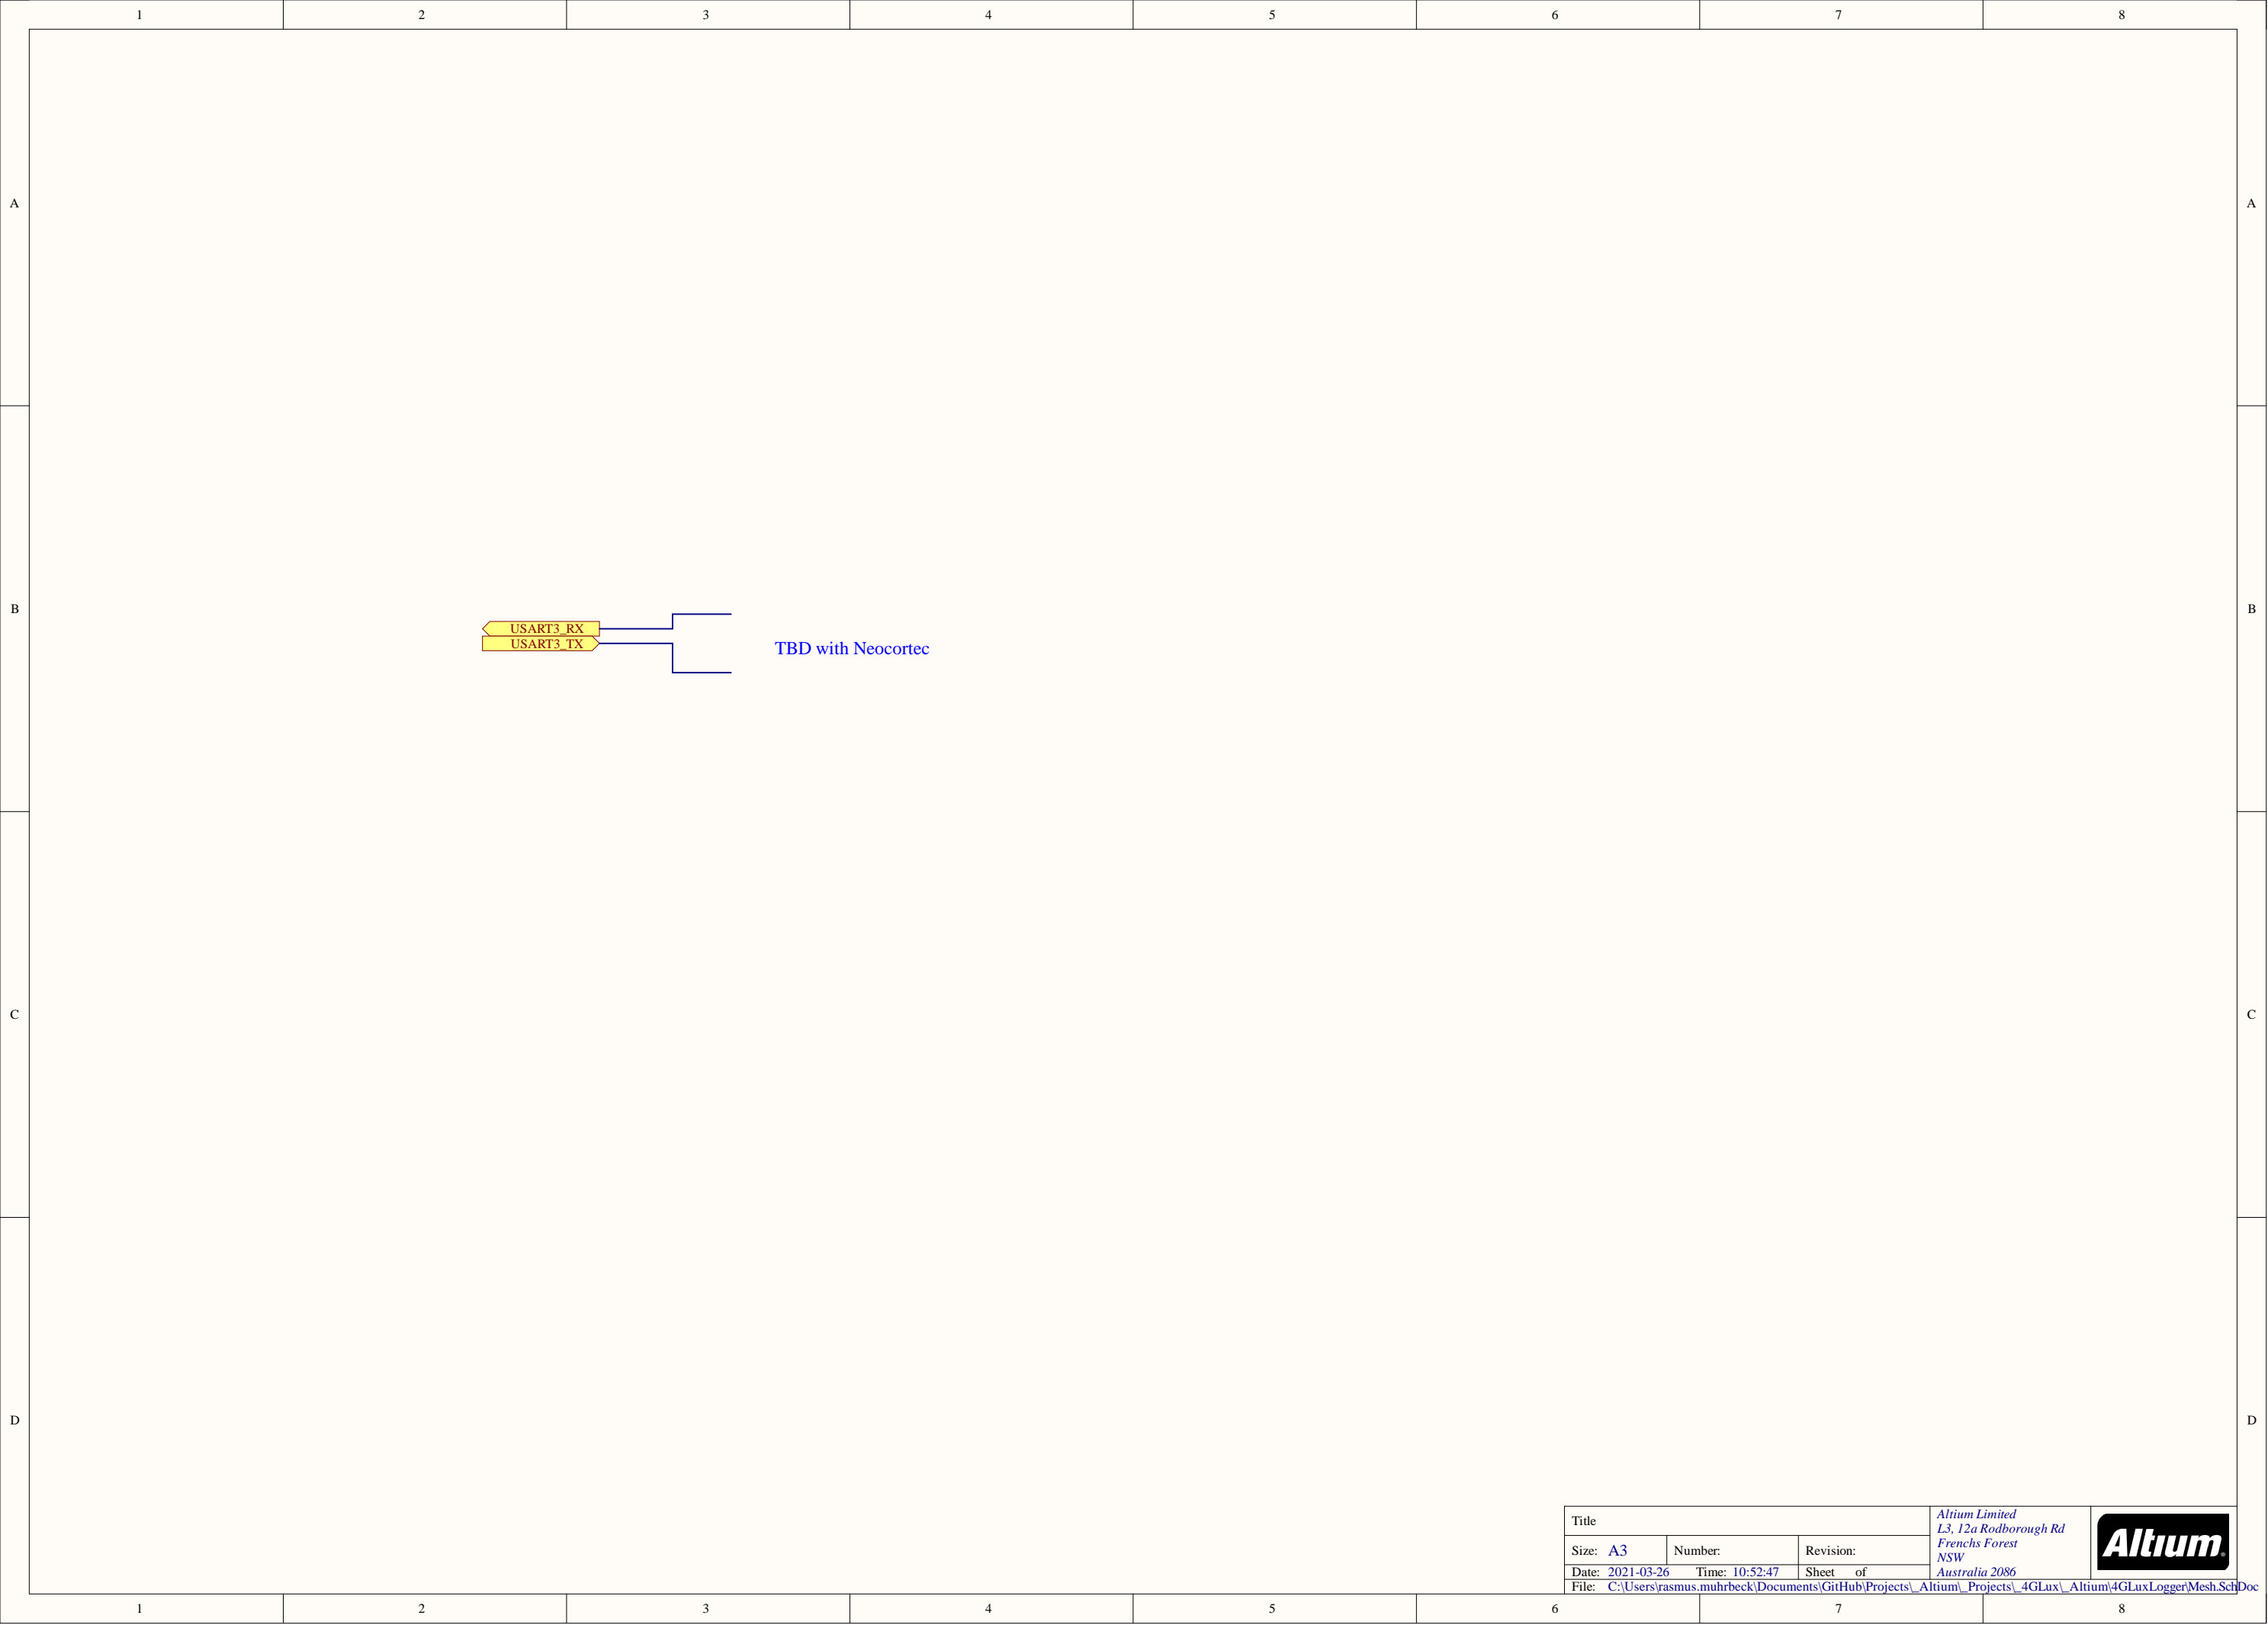 1 2 3 4 5 6 7 8
A A
B B
USART3_RX
USART3_TX
TBD with Neocortec
C C
D D
Title
Size: A3 Number: Revision:
Date: 2021-03-26 Time: 10:52:47 Sheet of
File: C:\Users\rasmus.muhrbeck\Documents\GitHub\Projects\_Altium\_Projects\_4GLux\_Altium\4GLuxLogger\Mesh.SchDoc
Altium Limited
L3, 12a Rodborough Rd
Frenchs Forest
NSW
Australia 2086
Altium
1 2 3 4 5 6 7 8